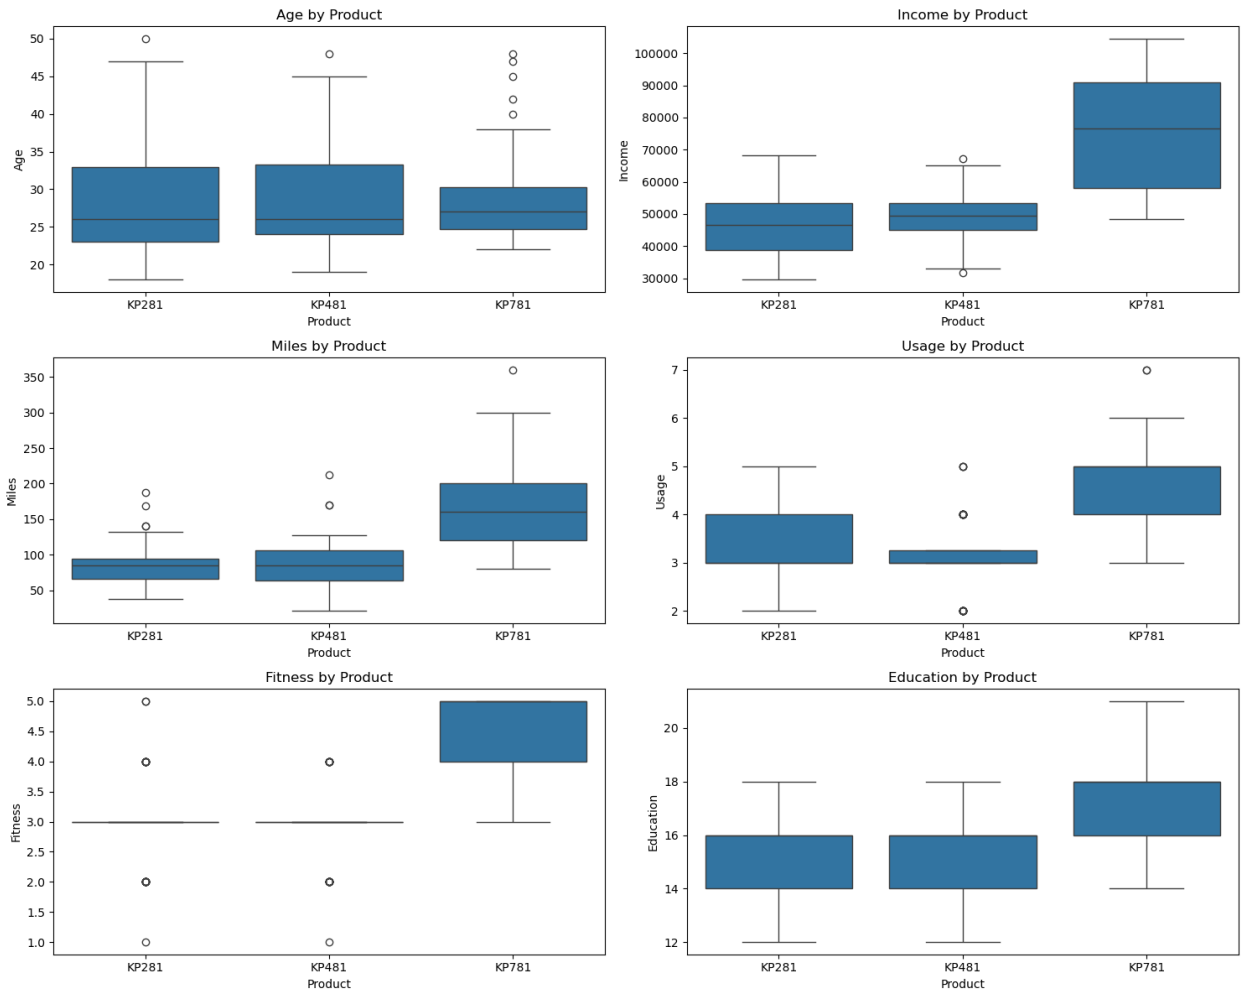 Age by Product
50
45
40
35
30
25
20
Age
KP281 KP481 KP781
Product
Income by Product
100000
90000
80000
70000
60000
50000
40000
30000
Income
KP281 KP481 KP781
Product
Miles by Product
350
300
250
200
150
100
50
Miles
KP281 KP481 KP781
Product
Usage by Product
7
6
5
4
3
2
Usage
KP281 KP481 KP781
Product
Fitness by Product
5.0
4.5
4.0
3.5
3.0
2.5
2.0
1.5
1.0
Fitness
KP281 KP481 KP781
Product
Education by Product
20
18
16
14
12
Education
KP281 KP481 KP781
Product